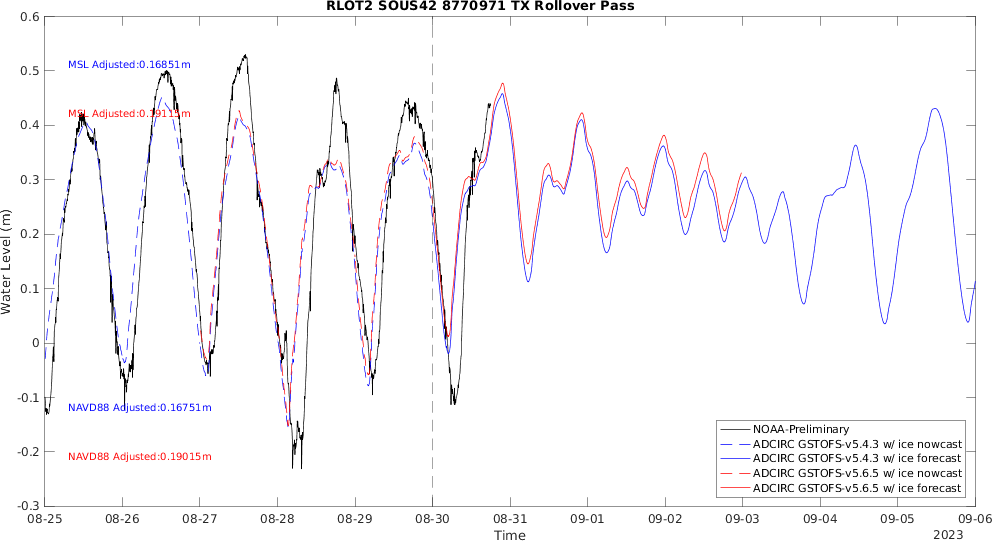 RLOT2 SOUS42 8770971 TX Rollover Pass
0.6
0.5
0.4
0.3
0.2
0.1
0
-0.1
-0.2
-0.3
Water Level (m)
MSL Adjusted:0.16851m
MSL Adjusted:0.19115m
NAVD88 Adjusted:0.16751m
NAVD88 Adjusted:0.19015m
NOAA-Preliminary
ADCIRC GSTOFS-v5.4.3 w/ ice nowcast
ADCIRC GSTOFS-v5.4.3 w/ ice forecast
ADCIRC GSTOFS-v5.6.5 w/ ice nowcast
ADCIRC GSTOFS-v5.6.5 w/ ice forecast
08-25 08-26 08-27 08-28 08-29 08-30 08-31 09-01 09-02 09-03 09-04 09-05 09-06
Time
2023